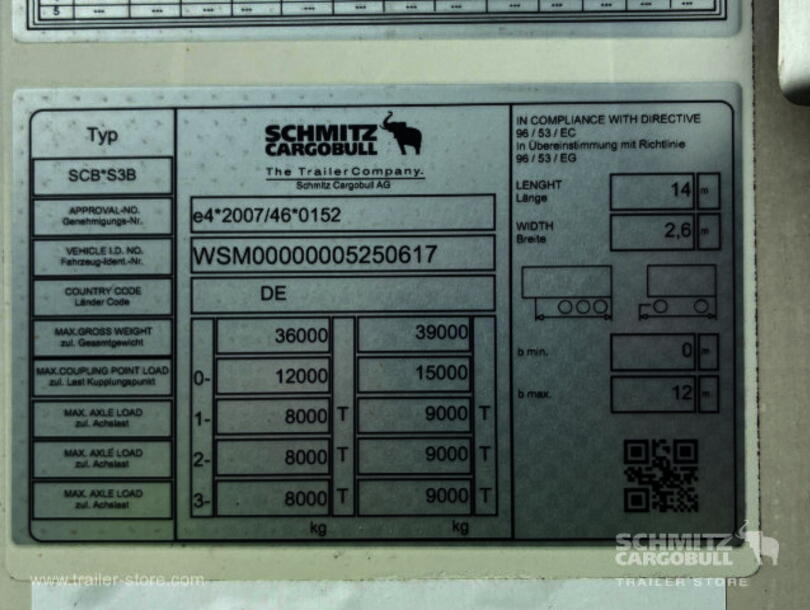 5 --- --- --- --- --- --- --- --- --- ---
Typ
SCB*S3B
SCHMITZ
CARGOBULL
The TrailerCompany.
Schmitz Cargobull AG
IN COMPLIANCE WITH DIRECTIVE
96 / 53 / EC
In Übereinstimmung mit Richtlinie
96 / 53 / EG
LENGHT
Länge
14 m
WIDTH
Breite
2,6 m
b min.
0 m
b max.
12 m
APPROVAL-NO.
Genehmigungs-Nr.
e4*2007/46*0152
VEHICLE I.D. NO.
Fahrzeug-Ident.-Nr.
WSM00000005250617
COUNTRY CODE
Länder Code
DE
MAX.GROSS WEIGHT
zul. Gesamtgewicht
36000 39000
MAX.COUPLING POINT LOAD
zul. Last Kupplungspunkt
0- 12000 15000
MAX. AXLE LOAD
zul. Achslast
1- 8000 T 9000 T
MAX. AXLE LOAD
zul. Achslast
2- 8000 T 9000 T
MAX. AXLE LOAD
zul. Achslast
3- 8000 T 9000 T
kg kg
SCHMITZ
CARGOBULL
TRAILER STORE
www.trailer-store.com